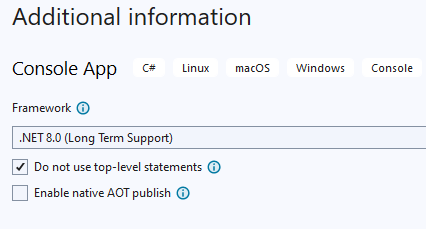 Additional information
Console App C# Linux macOS Windows Console
Framework
.NET 8.0 (Long Term Support)
Do not use top-level statements
Enable native AOT publish